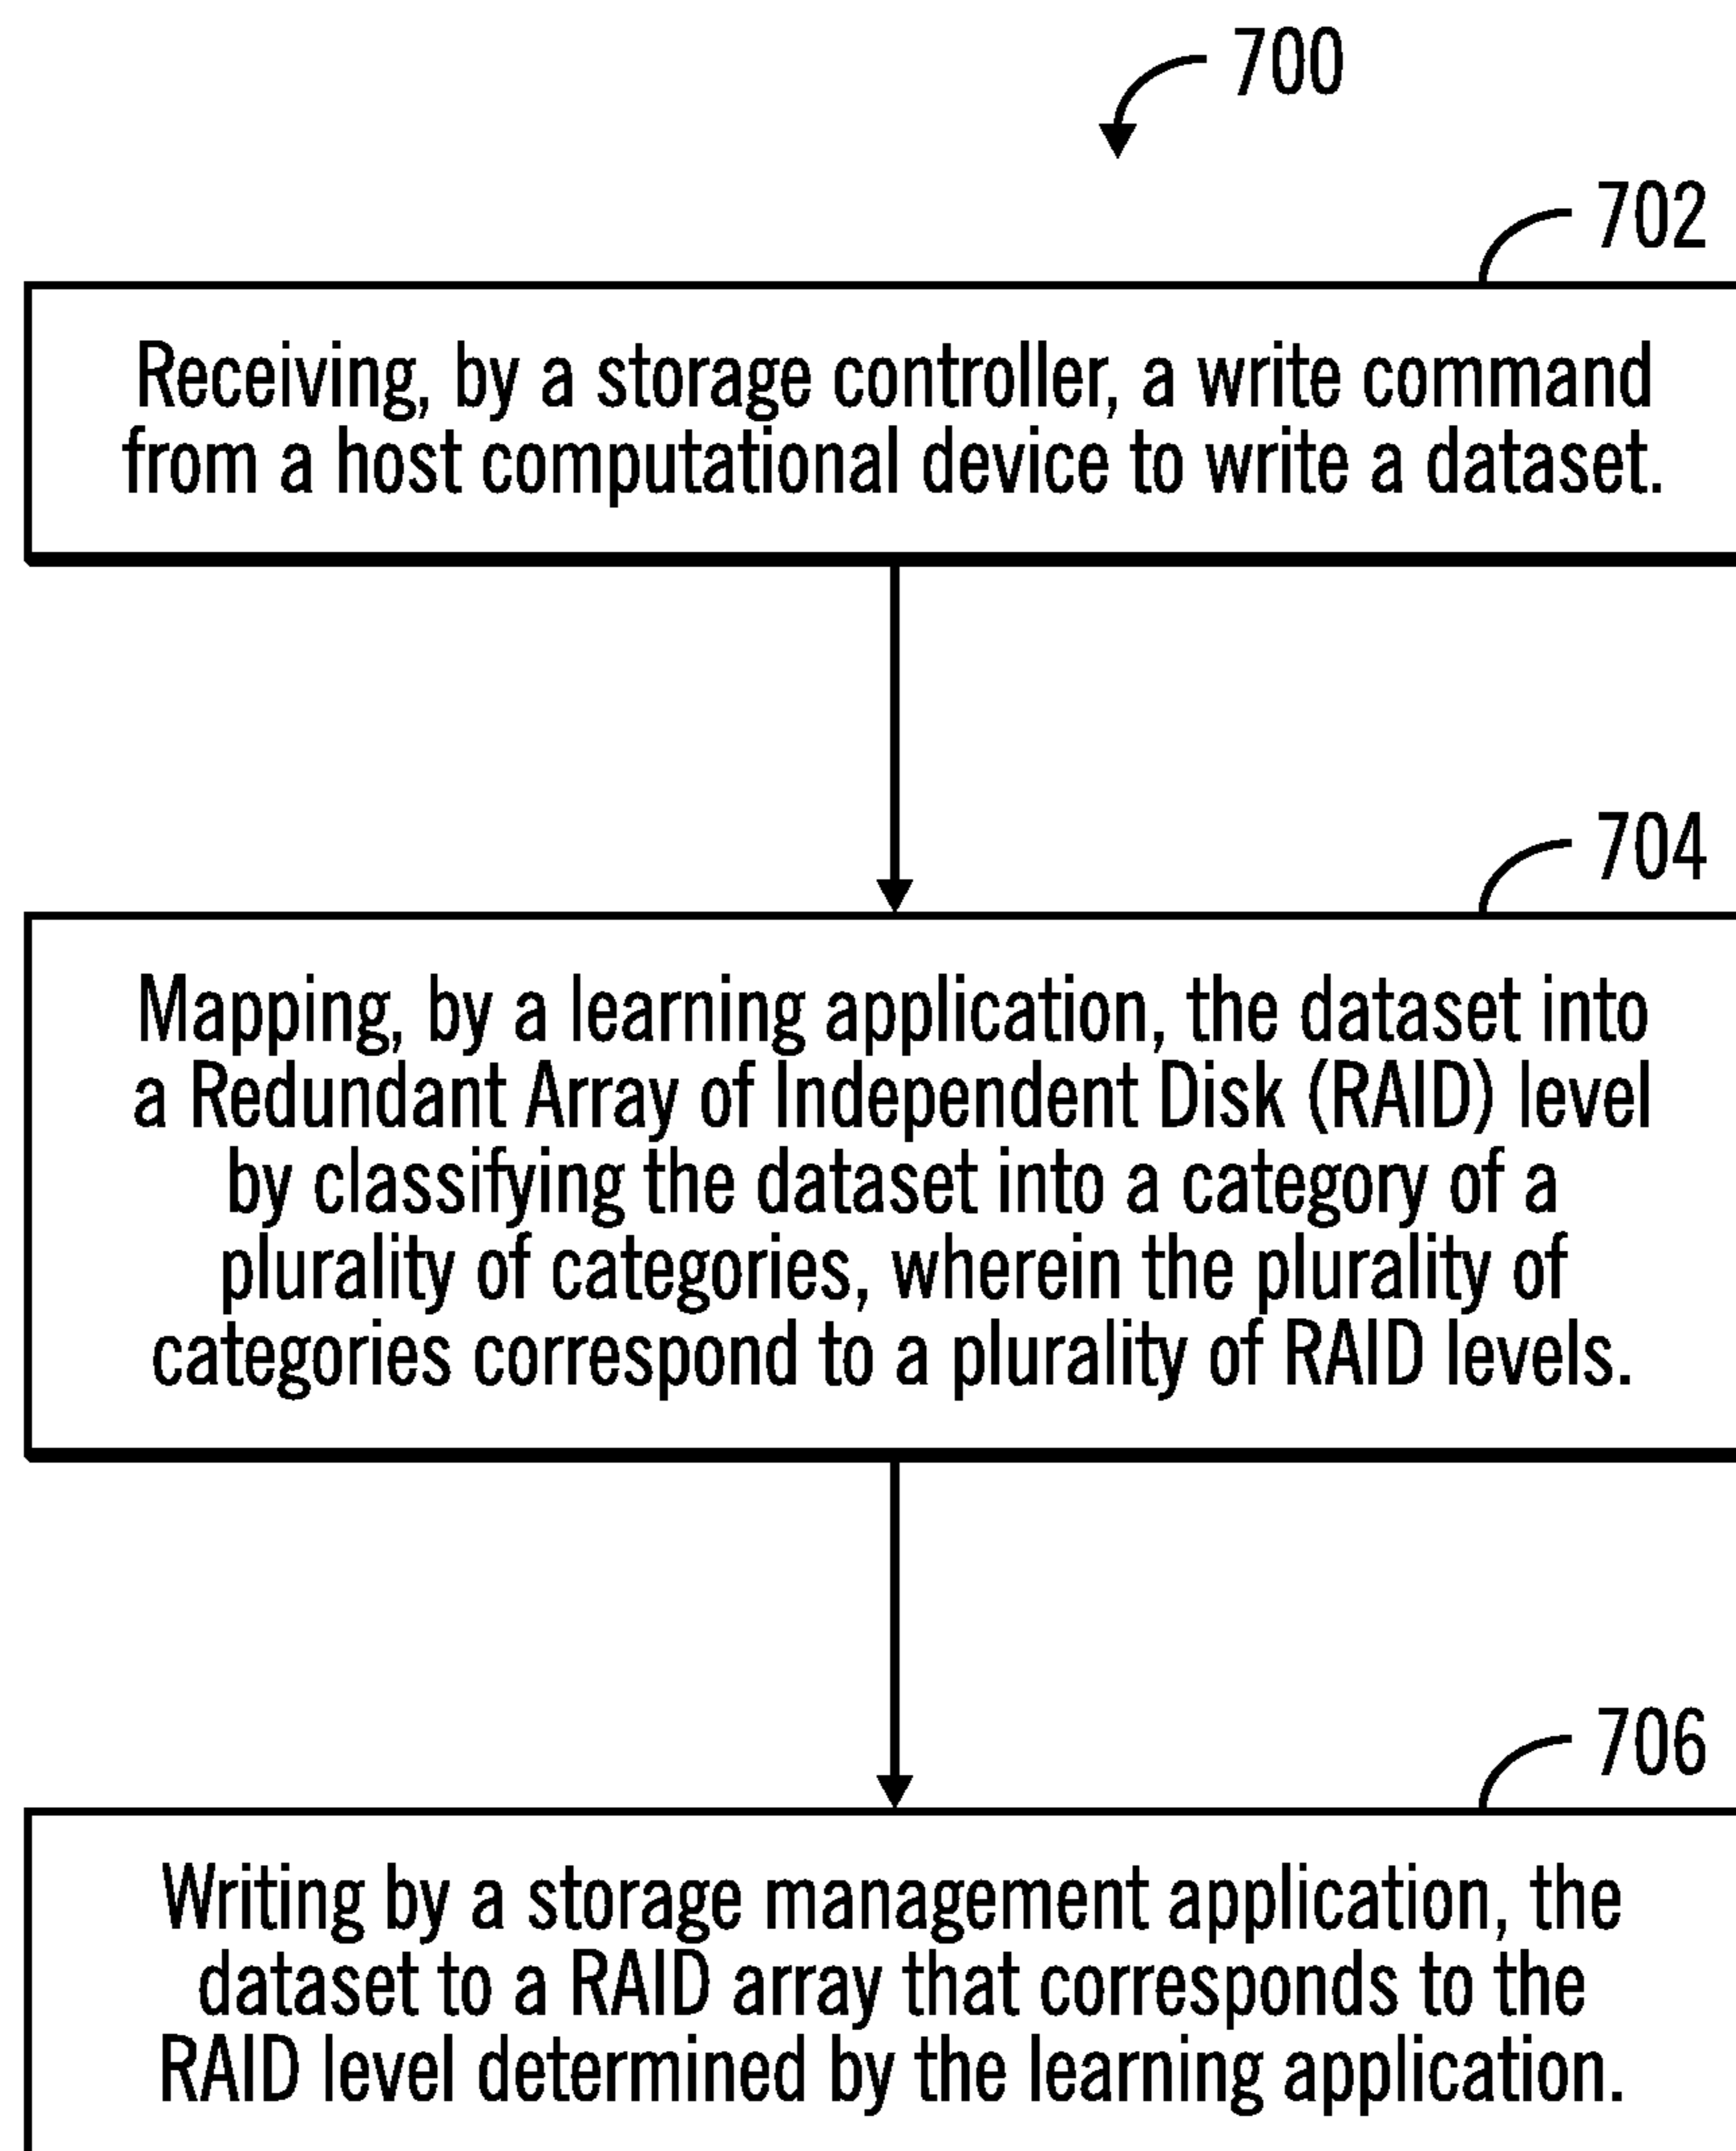 700
702
Receiving, by a storage controller, a write command
from a host computational device to write a dataset.
704
Mapping, by a learning application, the dataset into
a Redundant Array of Independent Disk (RAID) level
by classifying the dataset into a category of a
plurality of categories, wherein the plurality of
categories correspond to a plurality of RAID levels.
706
Writing by a storage management application, the
dataset to a RAID array that corresponds to the
RAID level determined by the learning application.